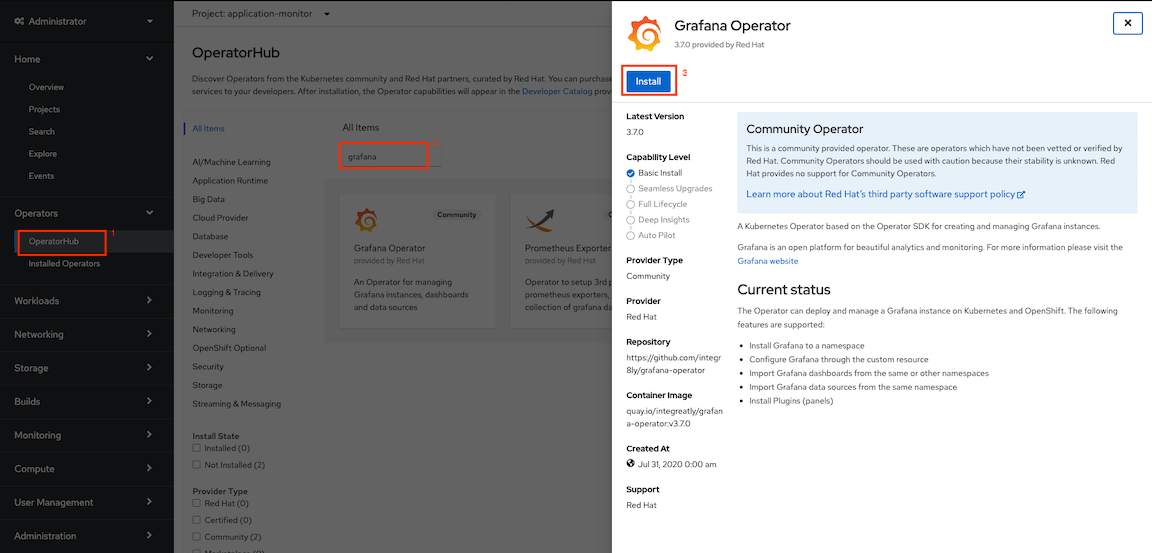 Administrator
Home
Overview
Projects
Search
Explore
Events
Operators
OperatorHub
1
Installed Operators
Workloads
Networking
Storage
Builds
Monitoring
Compute
User Management
Administration
Project: application-monitor
OperatorHub
Discover Operators from the Kubernetes community and Red Hat partners, curated by Red Hat. You can purchase
services to your developers. After installation, the Operator capabilities will appear in the Developer Catalog
All Items
AI/Machine Learning
Application Runtime
Big Data
Cloud Provider
Database
Developer Tools
Integration & Delivery
Logging & Tracing
Monitoring
Networking
OpenShift Optional
Security
Storage
Streaming & Messaging
Install State
Installed (0)
Not Installed (2)
Provider Type
Red Hat (0)
Certified (0)
Community (2)
All Items
grafana
2
Community
Grafana Operator
provided by Red Hat
An Operator for managing
Grafana instances, dashboards
and data sources
Prometheus Exporter
provided by Red Hat
Operator to setup 3rd p
prometheus exporters,
collection of grafana da
Grafana Operator
3.7.0 provided by Red Hat
Install
3
Latest Version
3.7.0
Capability Level
Basic Install
Seamless Upgrades
Full Lifecycle
Deep Insights
Auto Pilot
Provider Type
Community
Provider
Red Hat
Repository
https://github.com/integr
8ly/grafana-operator
Container Image
quay.io/integreatly/grafan
a-operator:v3.7.0
Created At
Jul 31, 2020 0:00 am
Support
Red Hat
Community Operator
This is a community provided operator. These are operators which have not been vetted or verified by
Red Hat. Community Operators should be used with caution because their stability is unknown. Red
Hat provides no support for Community Operators.
Learn more about Red Hat's third party software support policy
A Kubernetes Operator based on the Operator SDK for creating and managing Grafana instances.
Grafana is an open platform for beautiful analytics and monitoring. For more information please visit the
Grafana website
Current status
The Operator can deploy and manage a Grafana instance on Kubernetes and OpenShift. The following
features are supported:
• Install Grafana to a namespace
• Configure Grafana through the custom resource
• Import Grafana dashboards from the same or other namespaces
• Import Grafana data sources from the same namespace
• Install Plugins (panels)